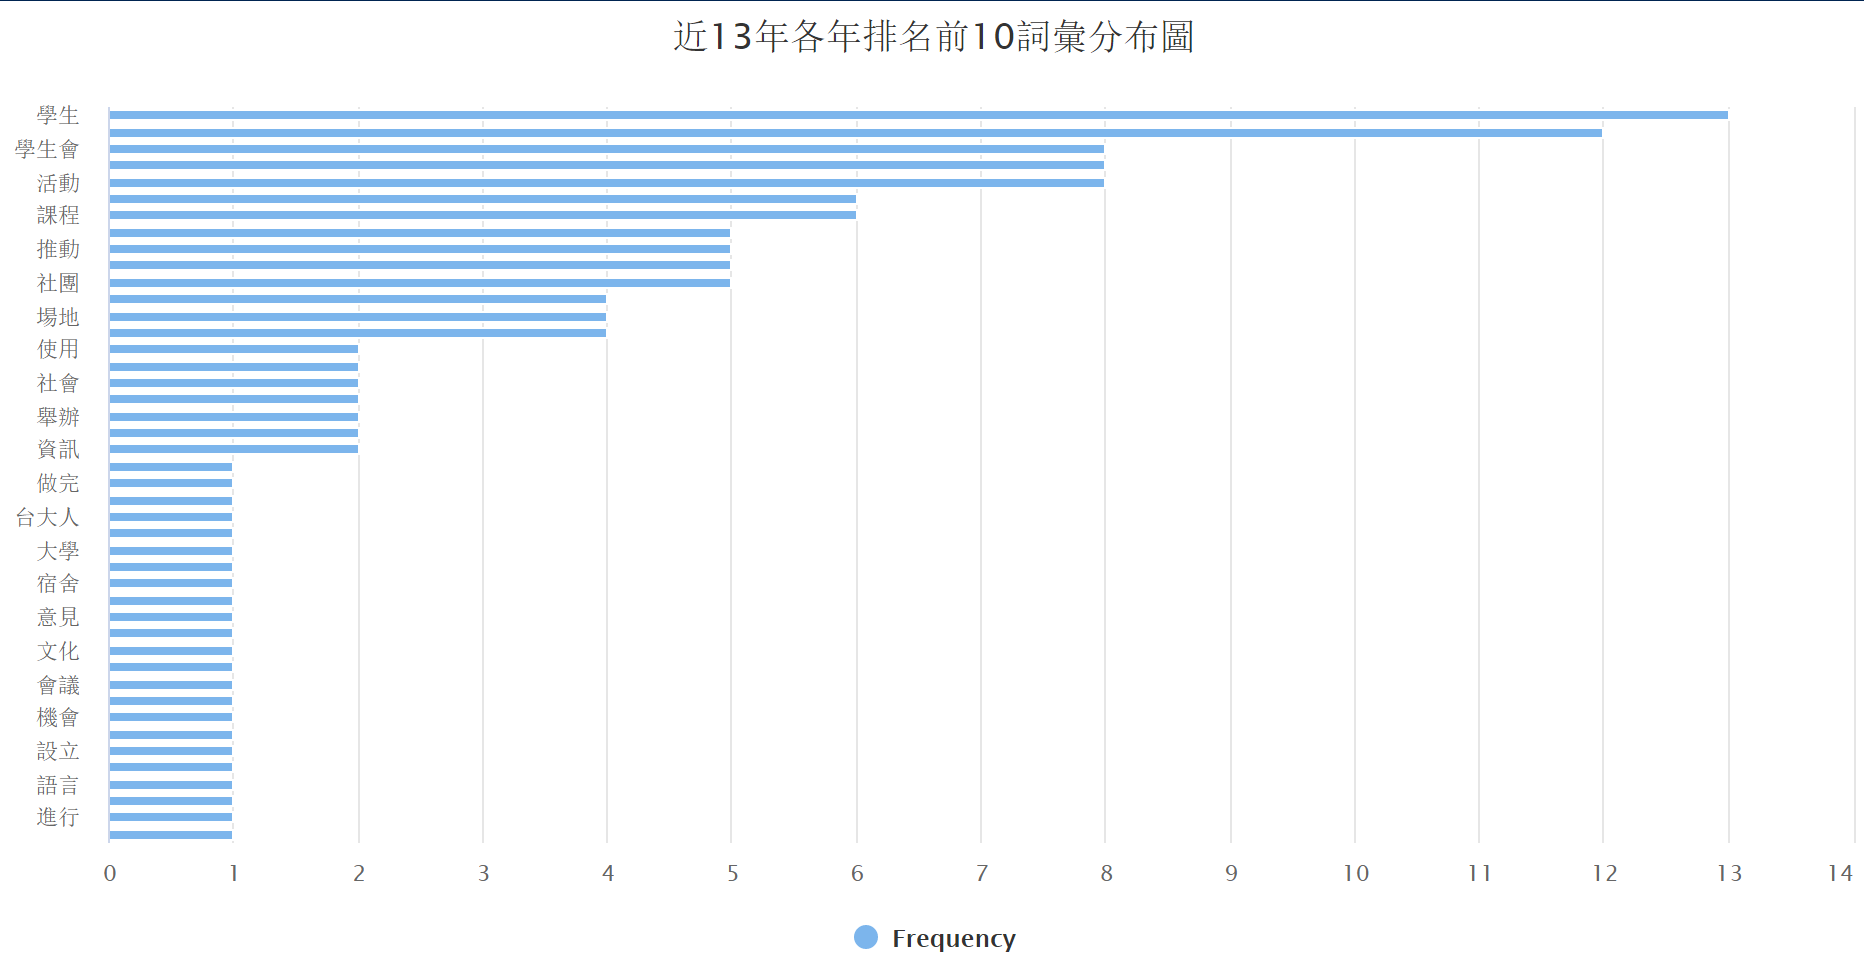 近13年各年排名前10詞彙分布圖
學生
學生會
活動
課程
推動
社團
場地
使用
社會
舉辦
資訊
做完
台大人
大學
宿舍
意見
文化
會議
機會
設立
語言
進行
0 1 2 3 4 5 6 7 8 9 10 11 12 13 14
Frequency